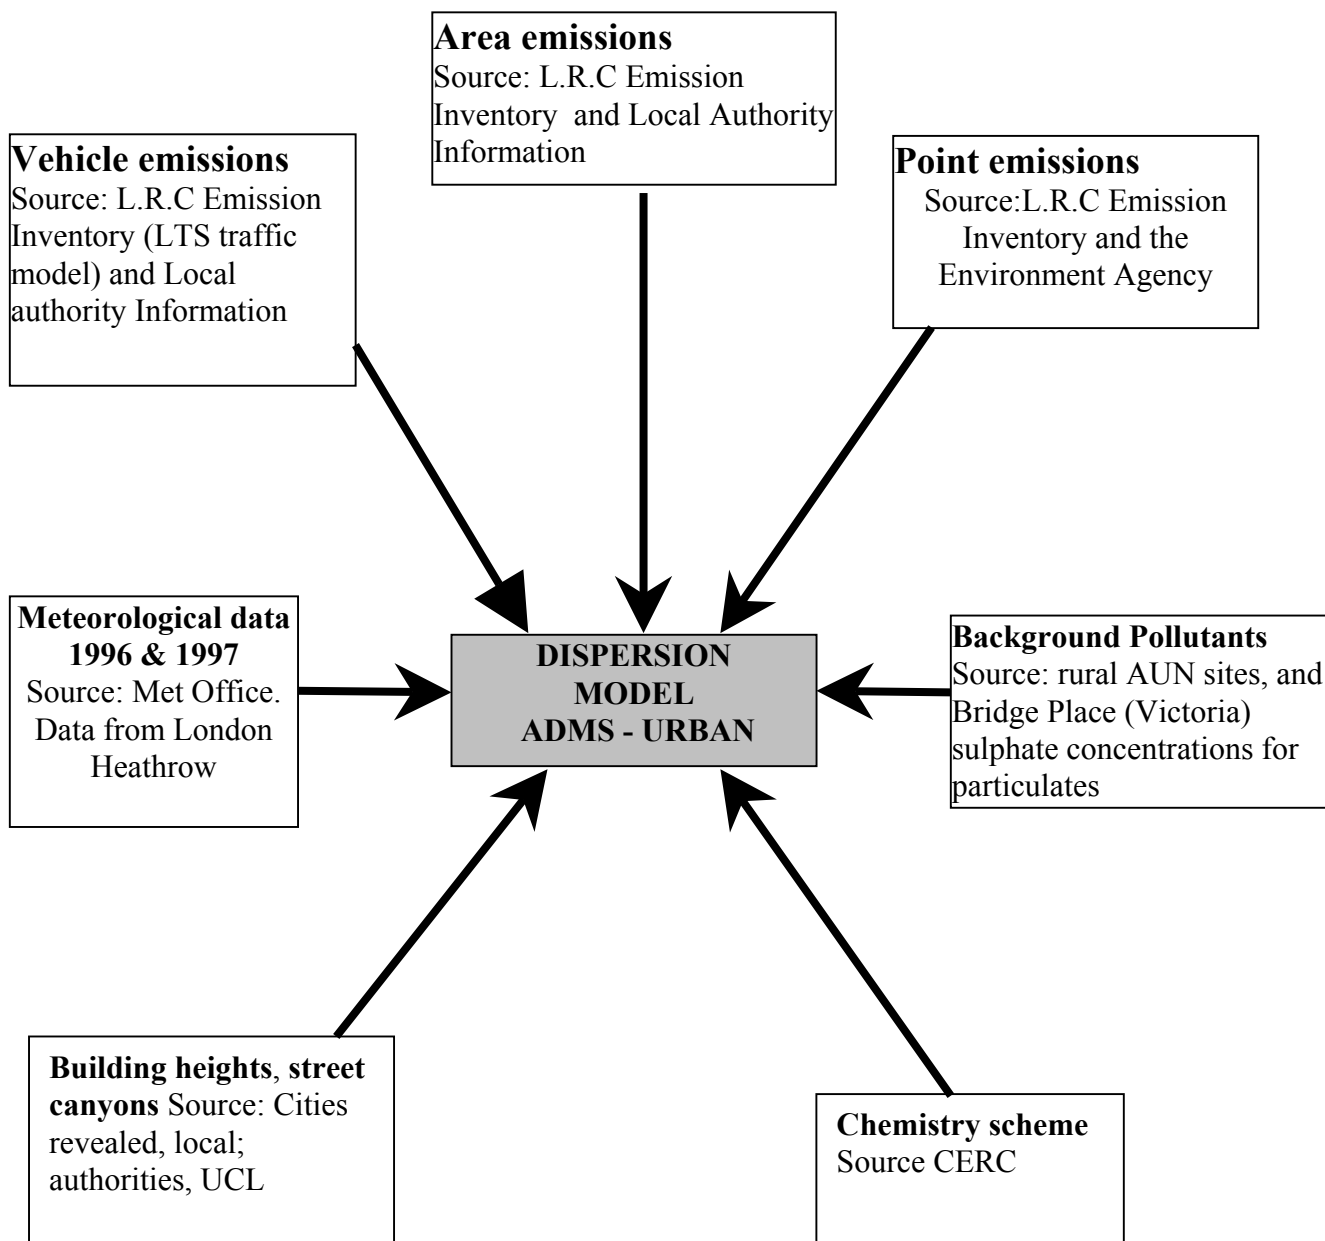 Area emissions
Source: L.R.C Emission
Inventory and Local Authority
Information
Vehicle emissions
Source: L.R.C Emission
Inventory (LTS traffic
model) and Local
authority Information
Point emissions
Source:L.R.C Emission
Inventory and the
Environment Agency
Meteorological data
1996 & 1997
Source: Met Office.
Data from London
Heathrow
DISPERSION
MODEL
ADMS - URBAN
Background Pollutants
Source: rural AUN sites, and
Bridge Place (Victoria)
sulphate concentrations for
particulates
Building heights, street
canyons Source: Cities
revealed, local;
authorities, UCL
Chemistry scheme
Source CERC